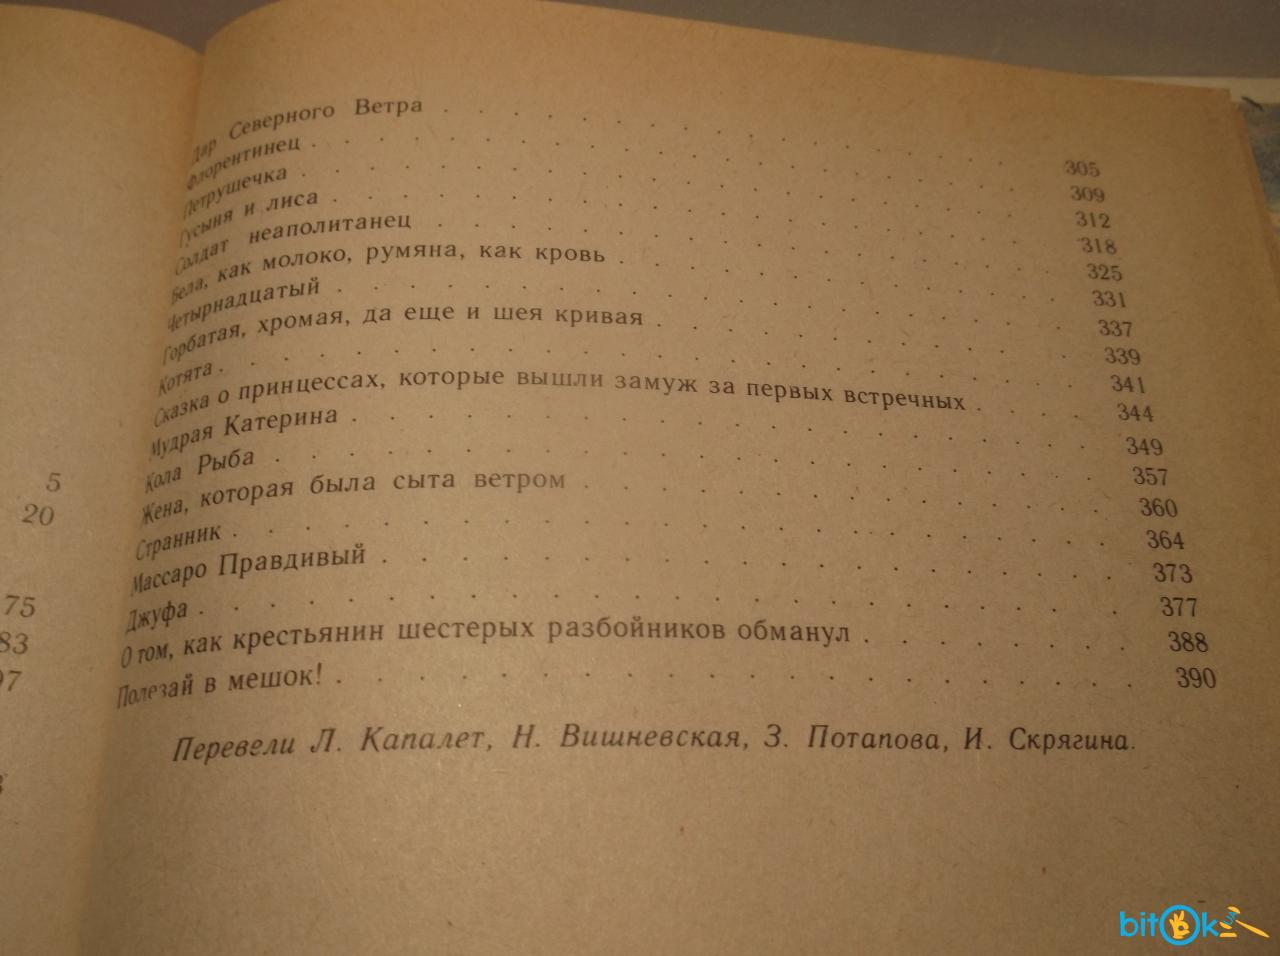 5
20
75
83
97
Дар Северного Ветра . . . . . . . . . . . . . . . . 305
Флорентинец . . . . . . . . . . . . . . . . . . . 309
Петрушечка . . . . . . . . . . . . . . . . . . . 312
Гусыня и лиса . . . . . . . . . . . . . . . . . . 318
Солдат неаполитанец . . . . . . . . . . . . . . . 325
Бела, как молоко, румяна, как кровь . . . . . . . . . . 331
Четырнадцатый . . . . . . . . . . . . . . . . . . 337
Горбатая, хромая, да еще и шея кривая . . . . . . . . . 339
Котята . . . . . . . . . . . . . . . . . . . . . 341
Сказка о принцессах, которые вышли замуж за первых встречных . . . . 344
Мудрая Катерина . . . . . . . . . . . . . . . . . 349
Кола Рыба . . . . . . . . . . . . . . . . . . . 357
Жена, которая была сыта ветром . . . . . . . . . . . . 360
Странник . . . . . . . . . . . . . . . . . . . . 364
Массаро Правдивый . . . . . . . . . . . . . . . . 373
Джуфа . . . . . . . . . . . . . . . . . . . . . 377
О том, как крестьянин шестерых разбойников обманул . . . . . . . 388
Полезай в мешок! . . . . . . . . . . . . . . . . . 390
Перевели Л. Капалет, Н. Вишневская, З. Потапова, И. Скрягина.
bitOk